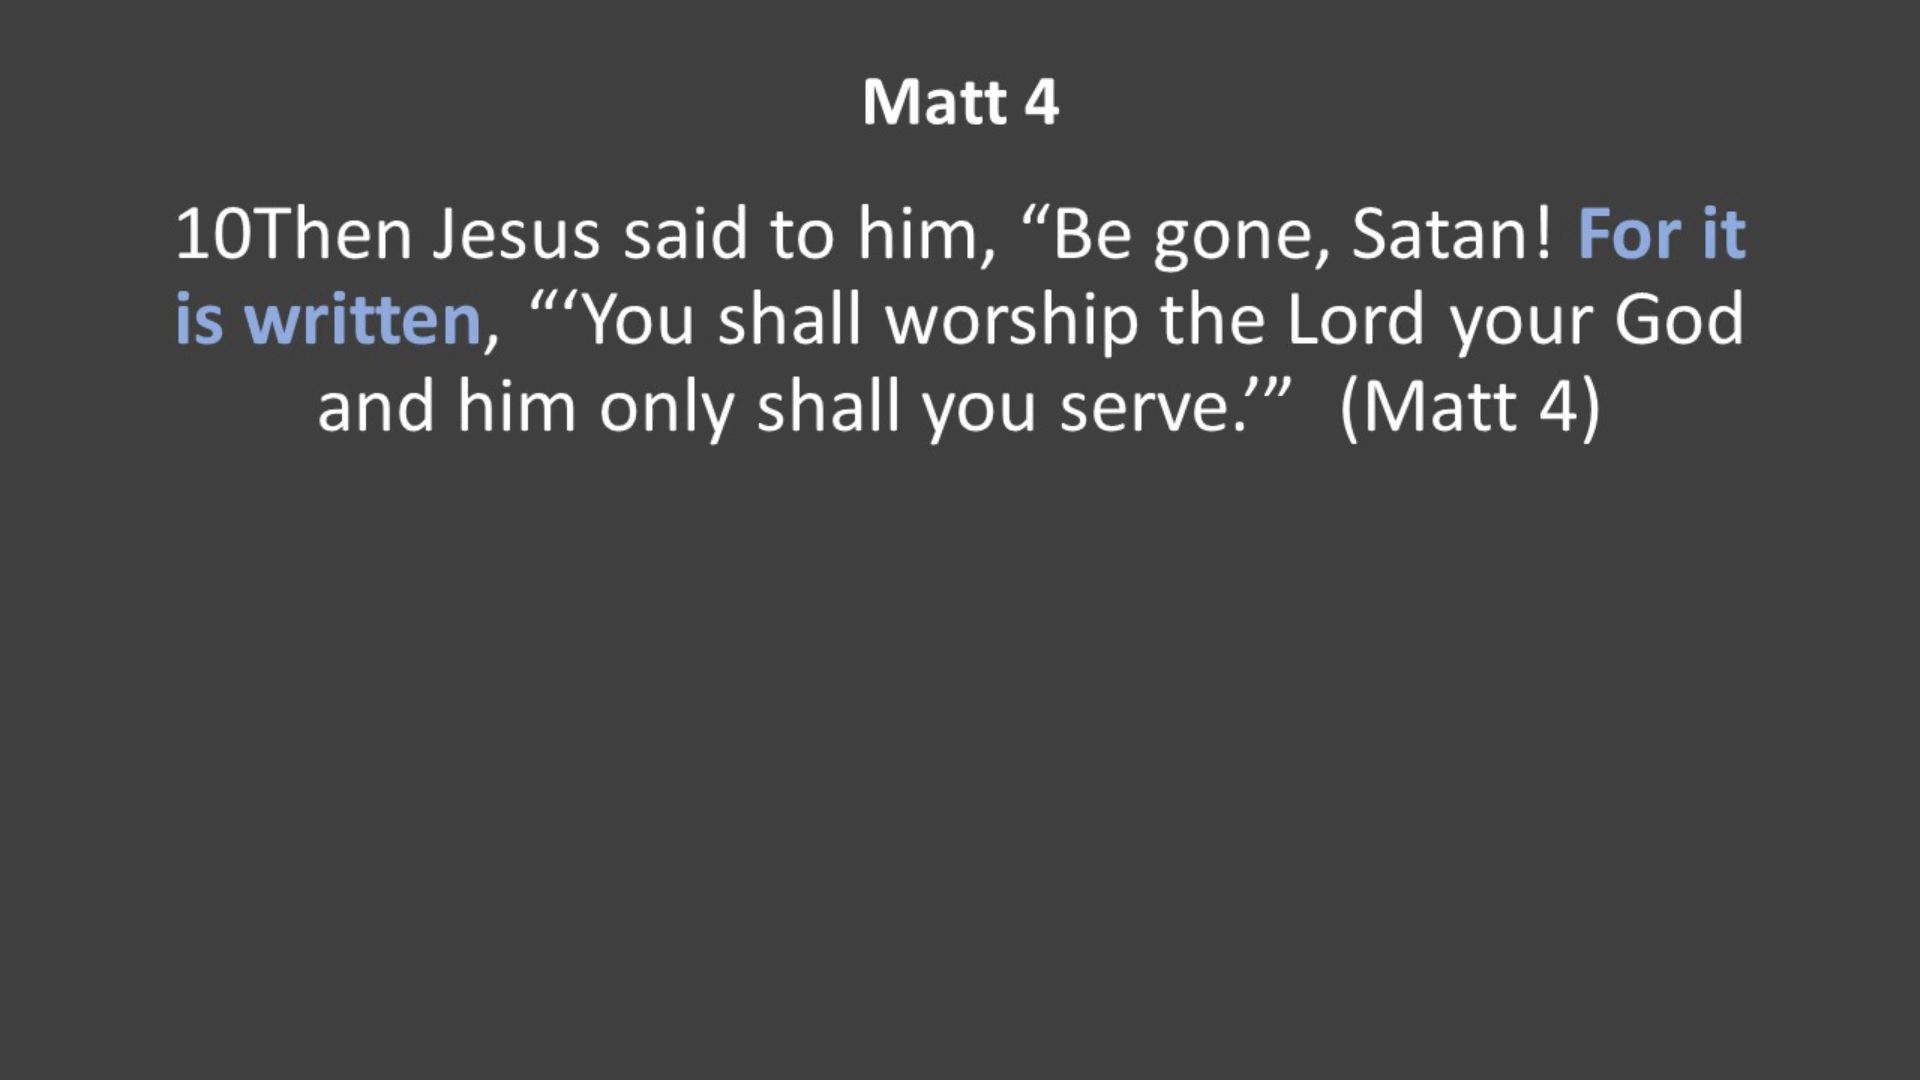 Matt 4
10Then Jesus said to him, “Be gone, Satan! For it
is written, “‘You shall worship the Lord your God
and him only shall you serve.’” (Matt 4)